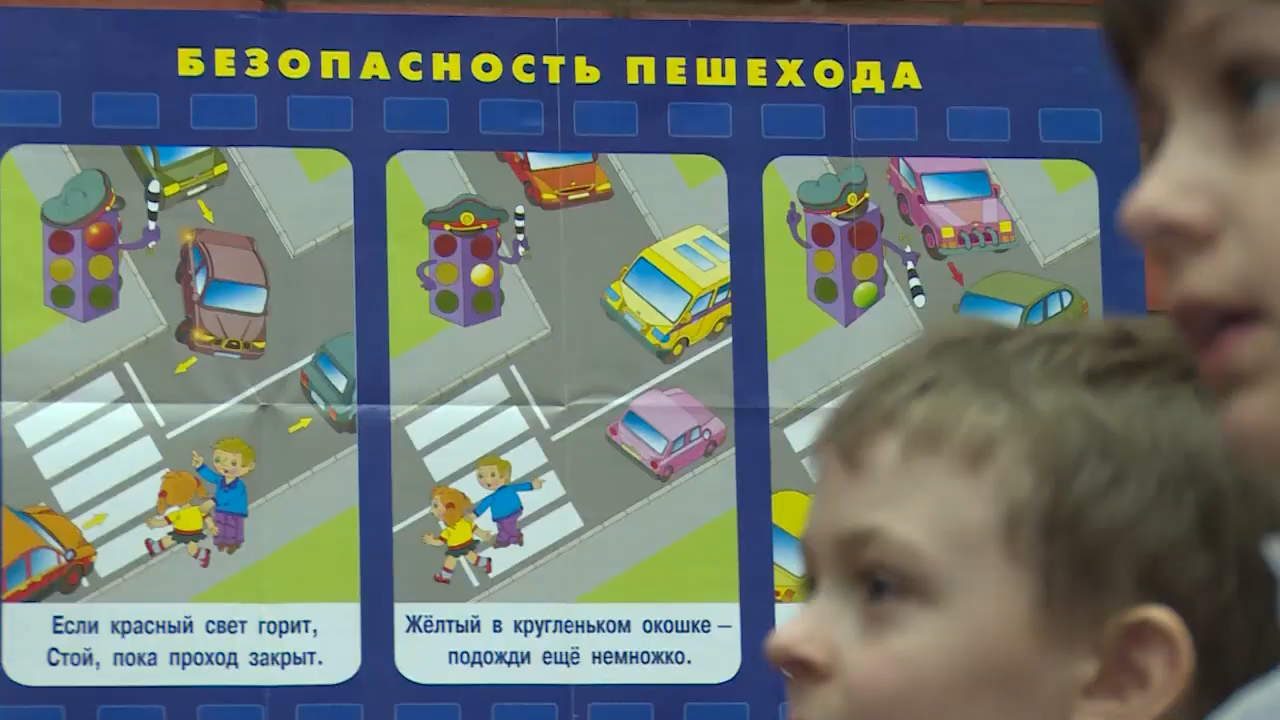 БЕЗОПАСНОСТЬ ПЕШЕХОДА
Если красный свет горит,
Стой, пока проход закрыт.
Жёлтый в кругленьком окошке –
подожди ещё немножко.